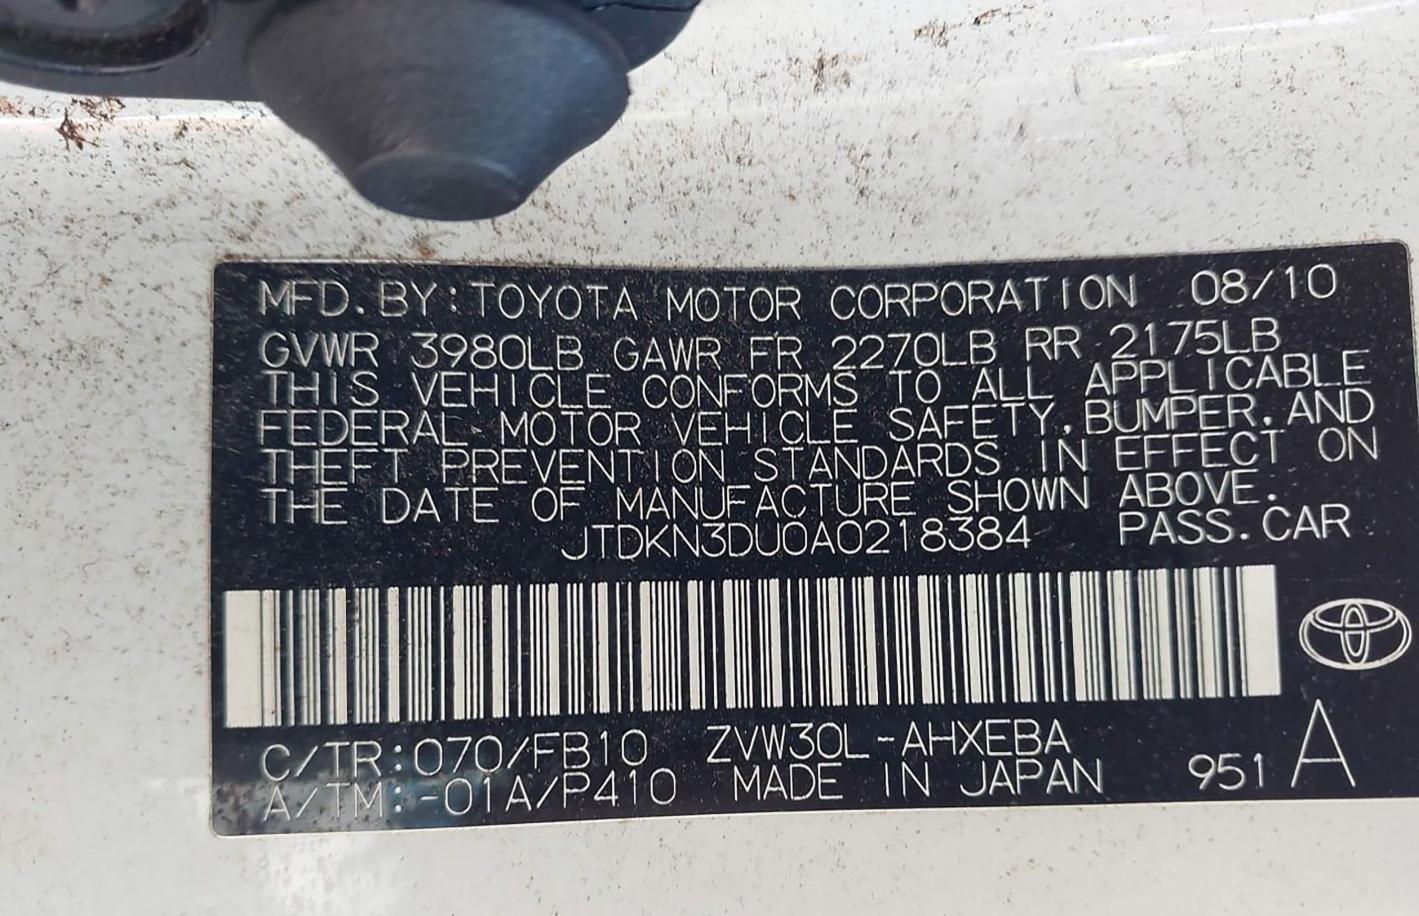 MFD. BY: TOYOTA MOTOR CORPORATION 08/10
GVWR 3980LB GAWR FR 2270LB RR 2175LB
THIS VEHICLE CONFORMS TO ALL APPLICABLE
FEDERAL MOTOR VEHICLE SAFETY, BUMPER, AND
THEFT PREVENTION STANDARDS IN EFFECT ON
THE DATE OF MANUFACTURE SHOWN ABOVE.
JTDKN3DU0A0218384 PASS. CAR
C/TR: 070/FB10 ZVW30L-AHXEBA
A/TM: -01A/P410 MADE IN JAPAN 951 A